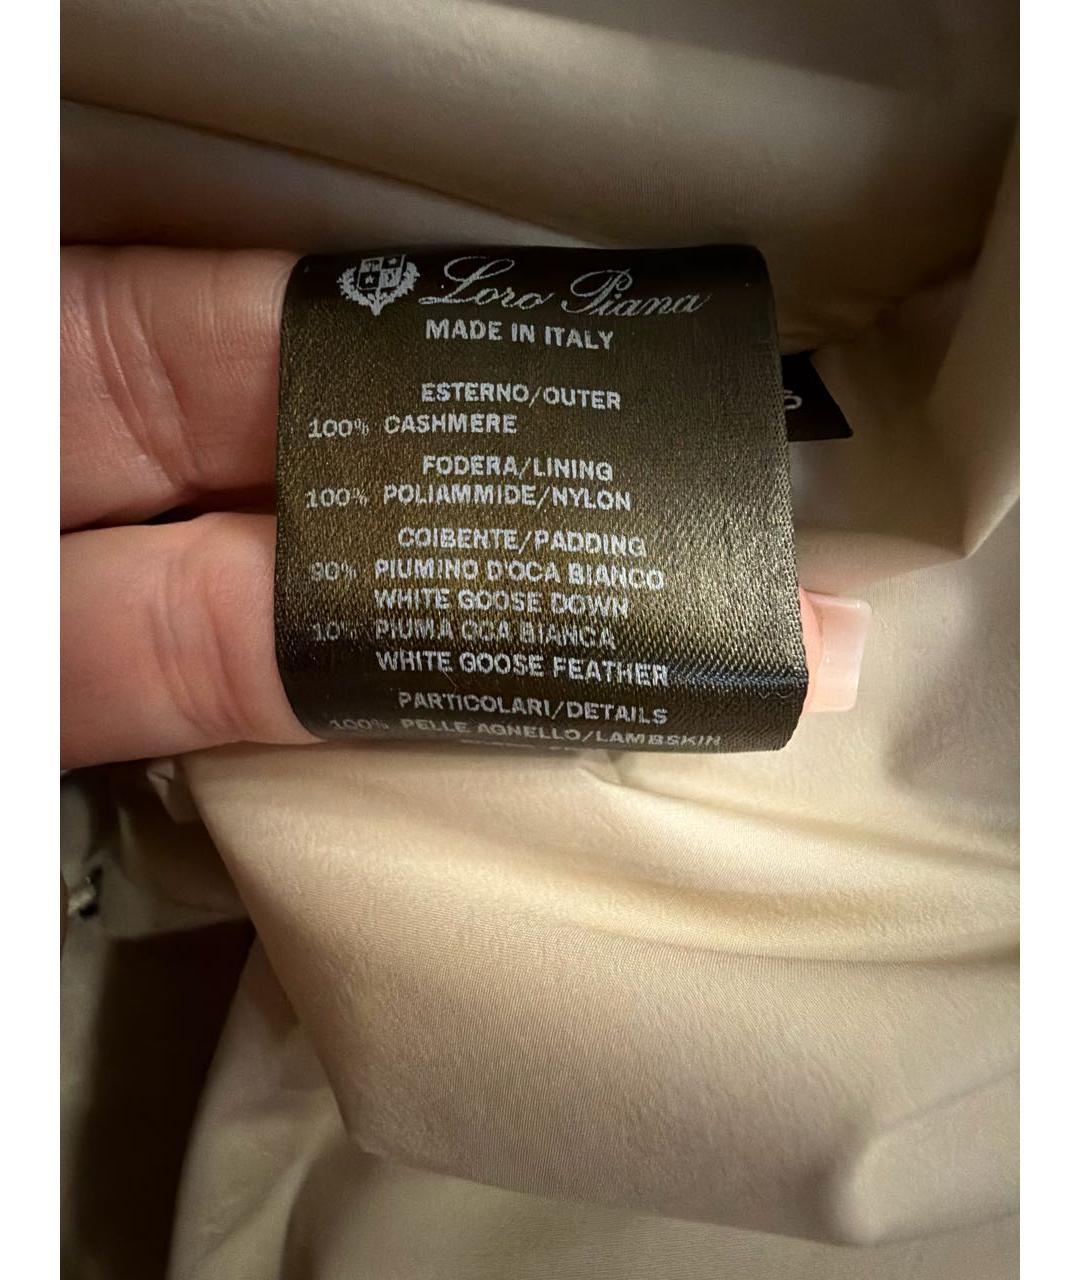 Loro Piana
MADE IN ITALY
ESTERNO/OUTER
100% CASHMERE
FODERA/LINING
100% POLIAMMIDE/NYLON
COIBENTE/PADDING
90% PIUMINO D'OCA BIANCO
WHITE GOOSE DOWN
10% PIUMA OCA BIANCA
WHITE GOOSE FEATHER
PARTICOLARI/DETAILS
100% PELLE AGNELLO/LAMBSKIN